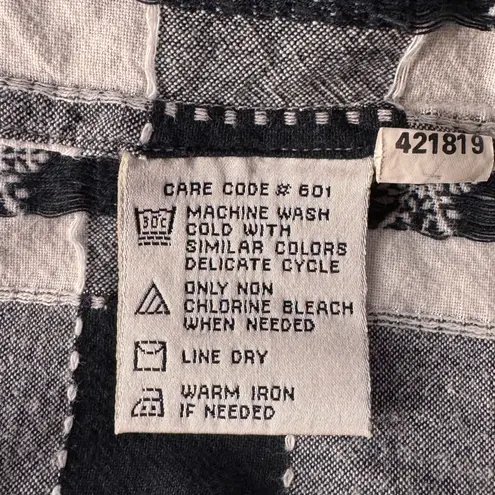 421819
CARE CODE # 601
30C
MACHINE WASH
COLD WITH
SIMILAR COLORS
DELICATE CYCLE
ONLY NON
CHLORINE BLEACH
WHEN NEEDED
LINE DRY
WARM IRON
IF NEEDED